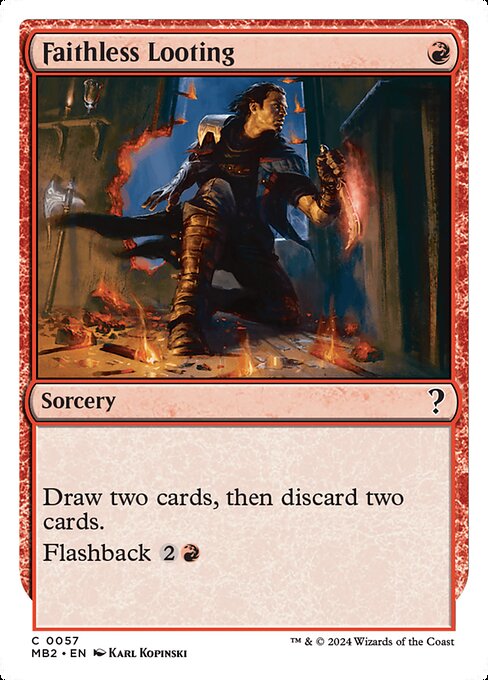 Faithless Looting
Sorcery
?
Draw two cards, then discard two
cards.
Flashback 2
C 0057
MB2 • EN Karl Kopinski
™ & © 2024 Wizards of the Coast